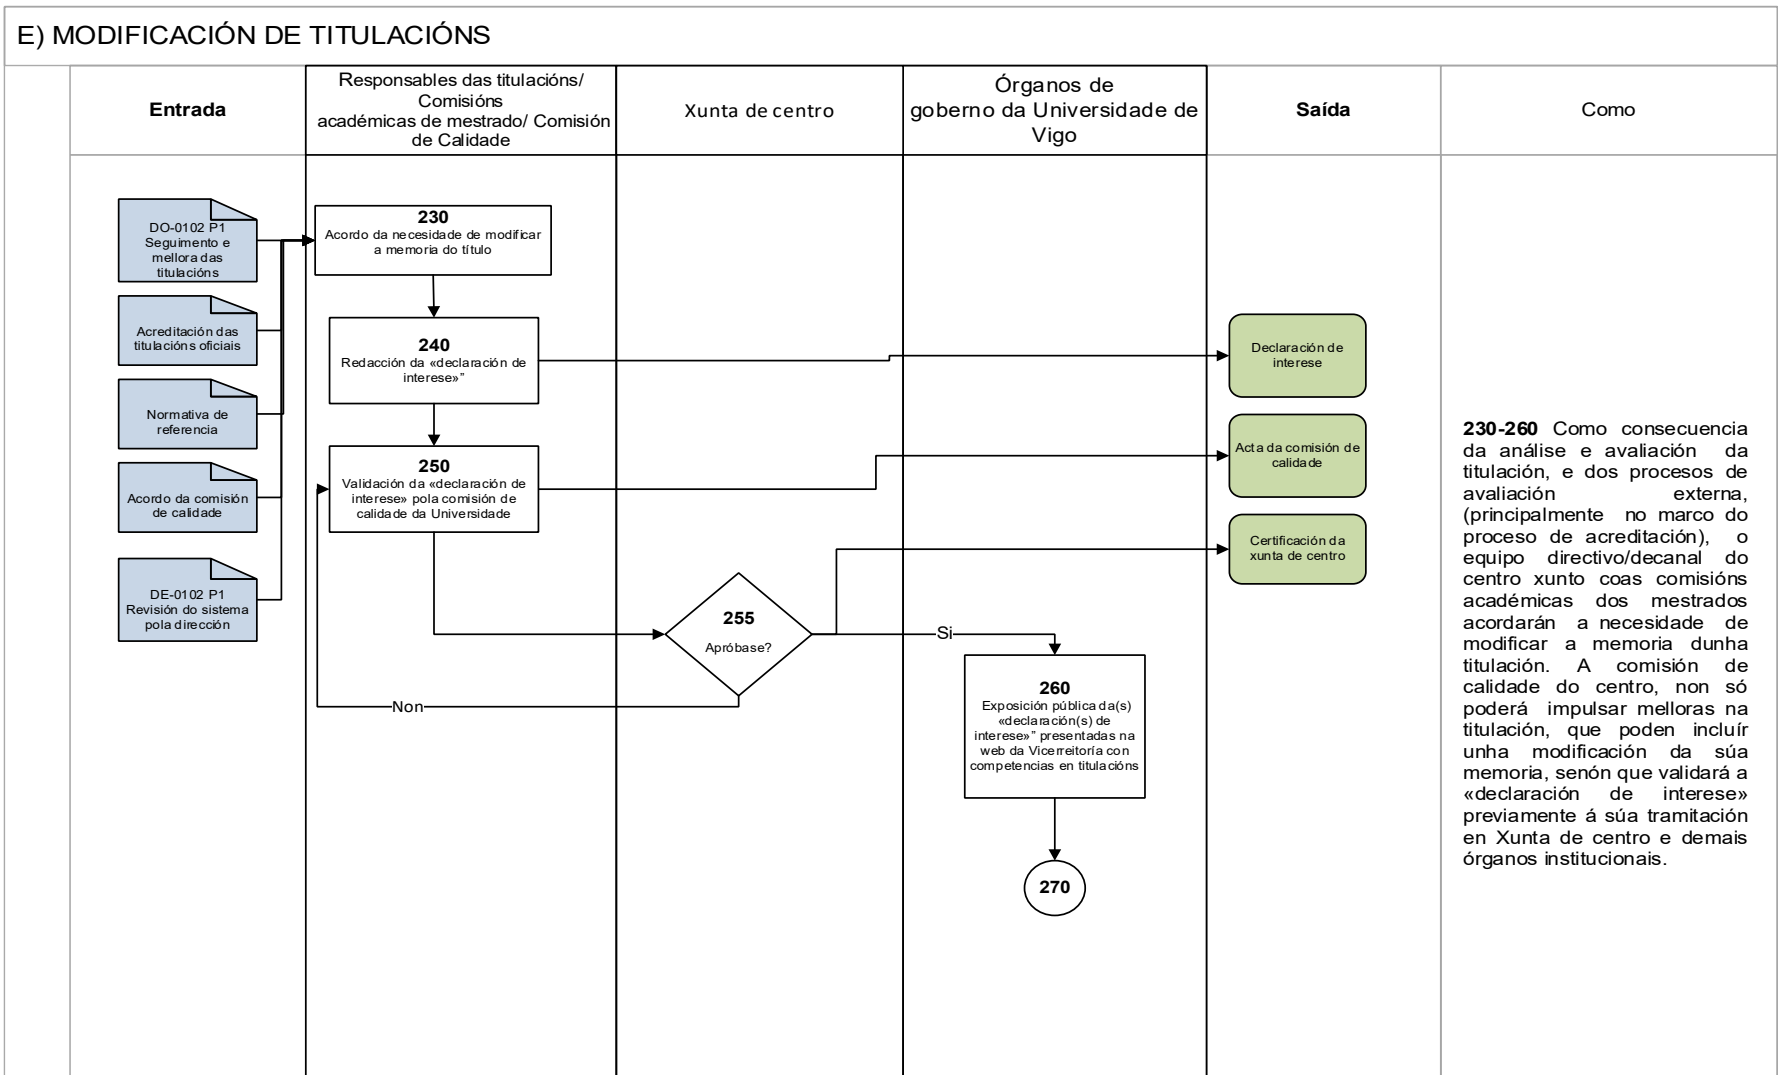 E) MODIFICACIÓN DE TITULACIÓNS
Entrada
Responsables das titulacións/
Comisións
académicas de mestrado/ Comisión
de Calidade
Xunta de centro
Órganos de
goberno da Universidade de
Vigo
Saída
Como
DO-0102 P1
Seguimento e
mellora das
titulacións
Acreditación das
titulacións oficiais
Normativa de
referencia
Acordo da comisión
de calidade
DE-0102 P1
Revisión do sistema
pola dirección
230
Acordo da necesidade de modificar
a memoria do título
240
Redacción da «declaración de
interese»”
250
Validación da «declaración de
interese» pola comisión de
calidade da Universidade
255
Apróbase?
Si
Non
260
Exposición pública da(s)
«declaración(s) de
interese»” presentadas na
web da Vicerreitoría con
competencias en titulacións
270
Declaración de
interese
Acta da comisión de
calidade
Certificación da
xunta de centro
230-260 Como consecuencia
da análise e avaliación da
titulación, e dos procesos de
avaliación externa,
(principalmente no marco do
proceso de acreditación), o
equipo directivo/decanal do
centro xunto coas comisións
académicas dos mestrados
acordarán a necesidade de
modificar a memoria dunha
titulación. A comisión de
calidade do centro, non só
poderá impulsar melloras na
titulación, que poden incluír
unha modificación da súa
memoria, senón que validará a
«declaración de interese»
previamente á súa tramitación
en Xunta de centro e demais
órganos institucionais.